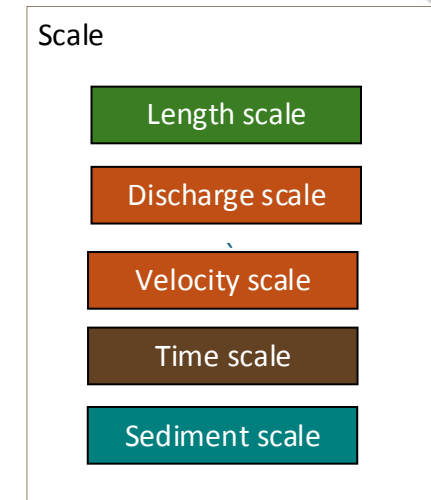 Scale
Length scale
Discharge scale
`
Velocity scale
Time scale
Sediment scale